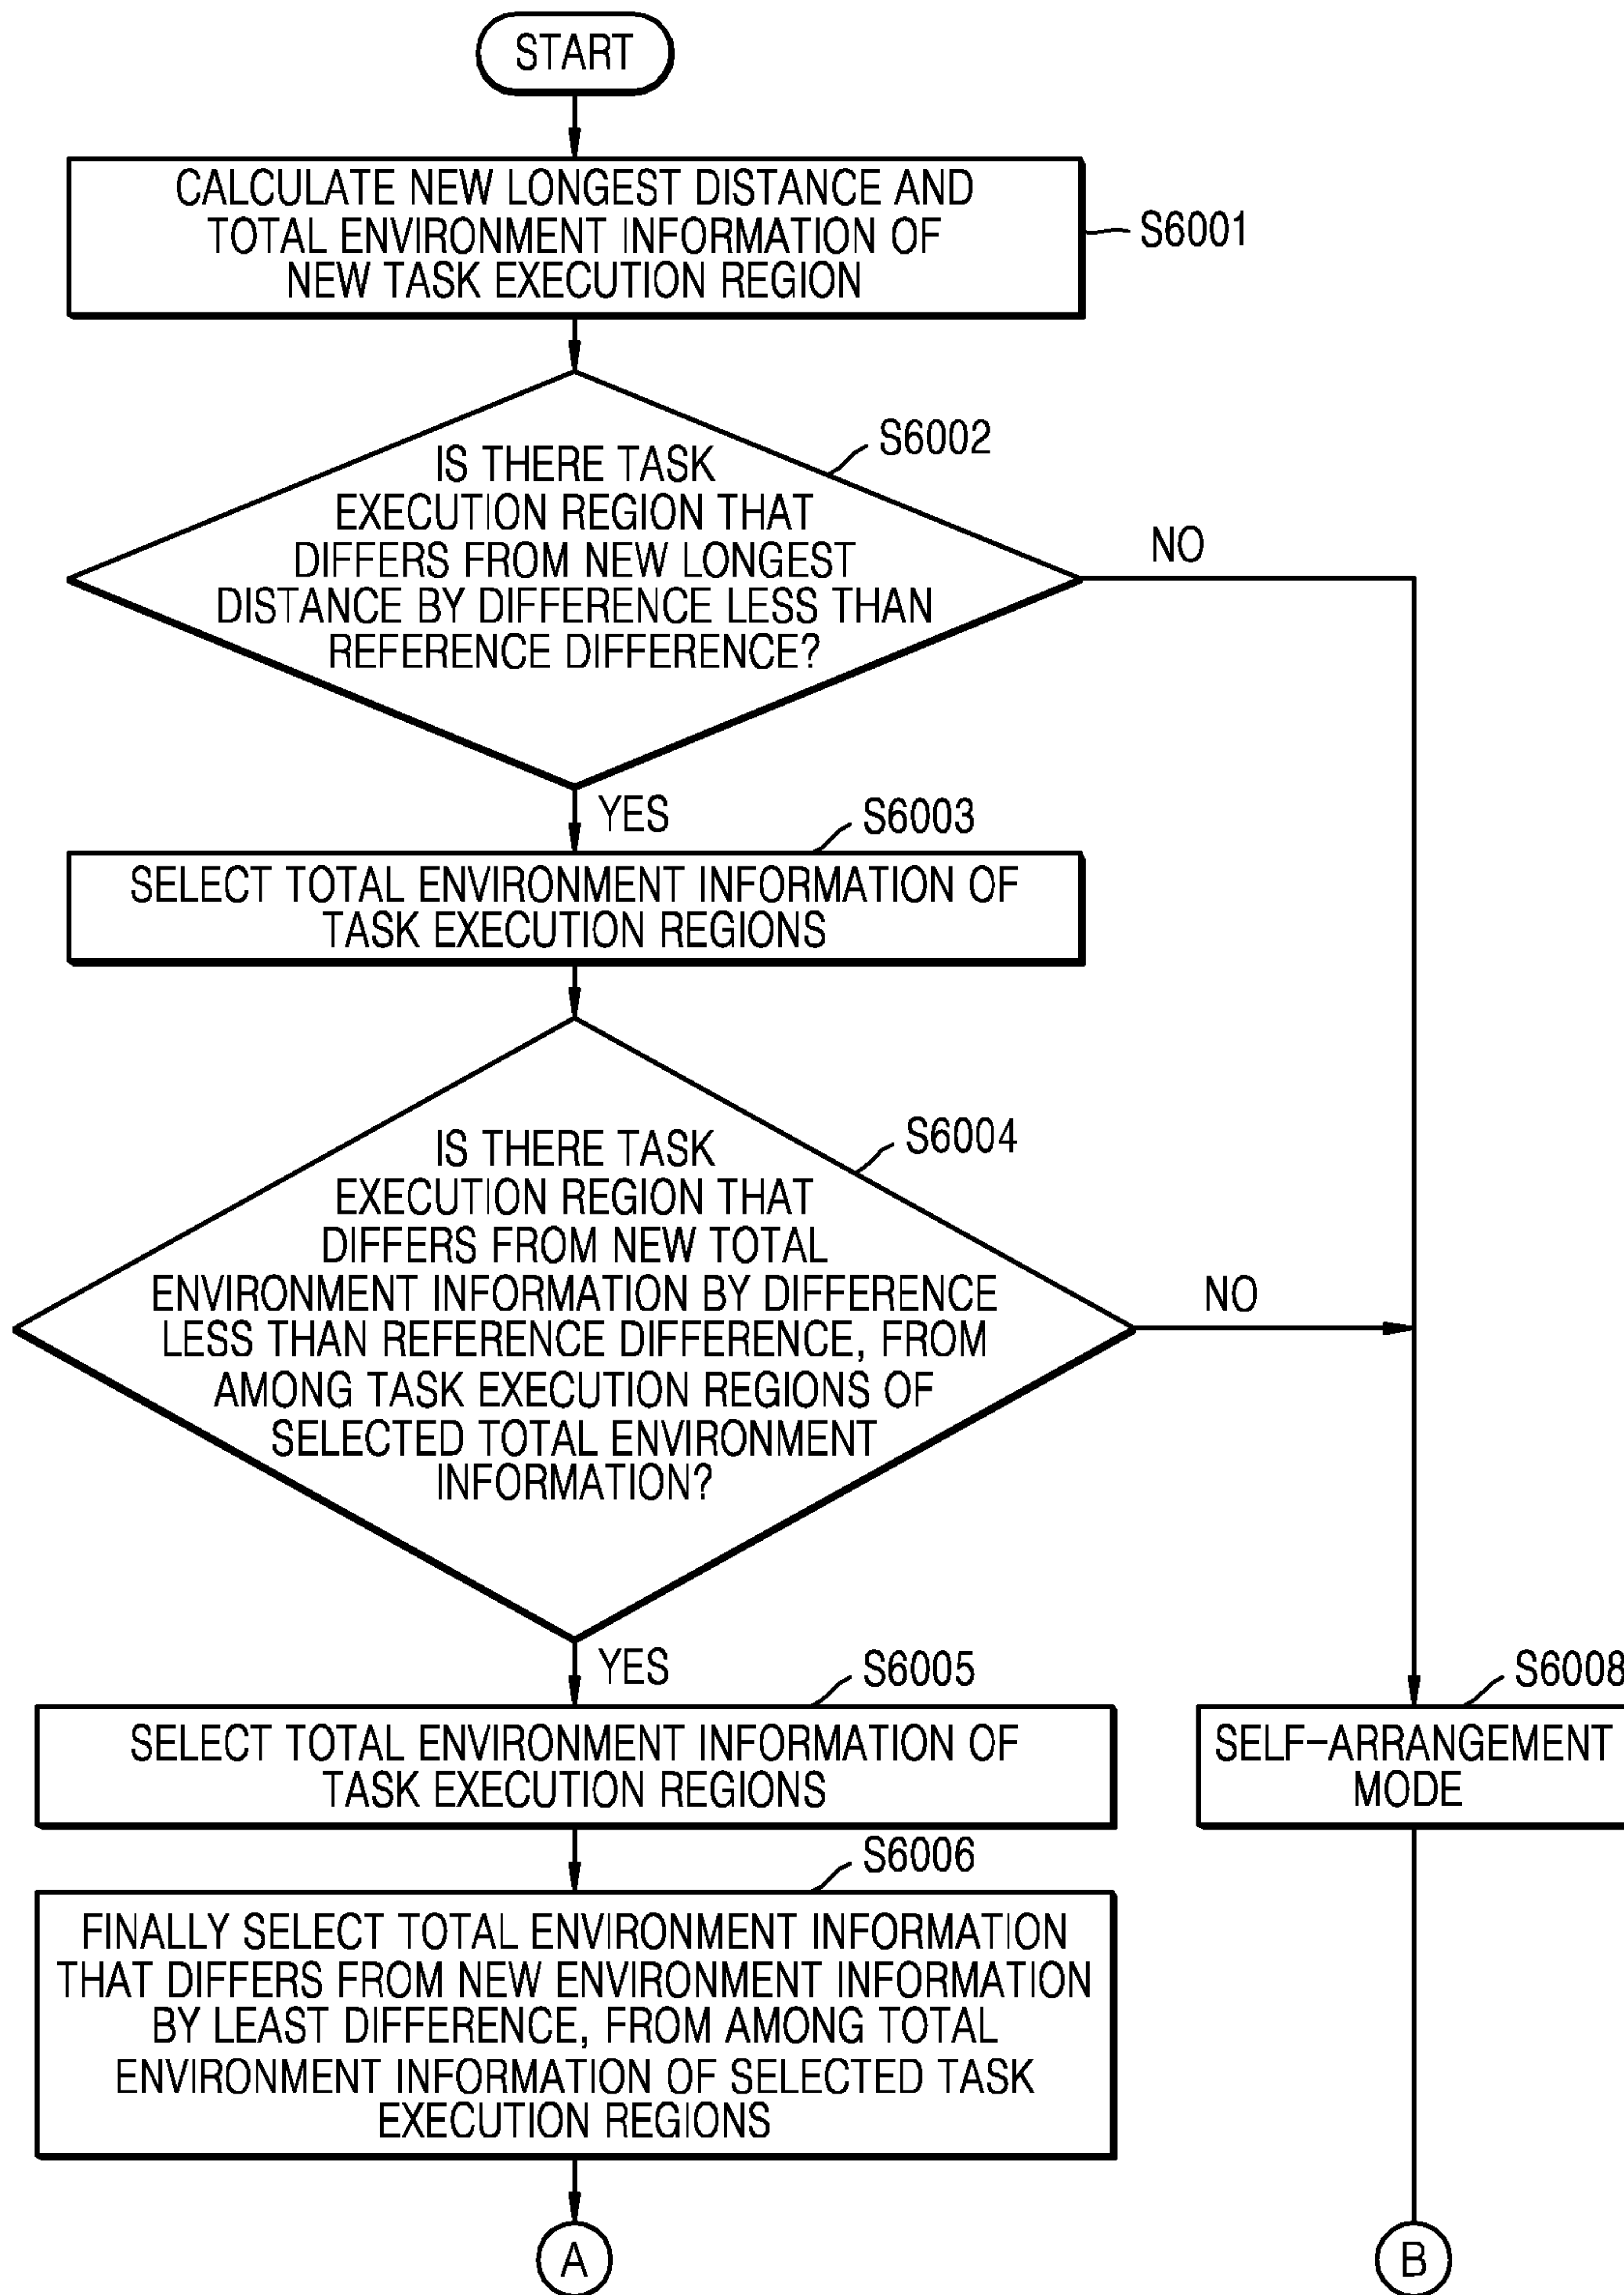 START
CALCULATE NEW LONGEST DISTANCE AND
TOTAL ENVIRONMENT INFORMATION OF
NEW TASK EXECUTION REGION
S6001
S6002
IS THERE TASK
EXECUTION REGION THAT
DIFFERS FROM NEW LONGEST
DISTANCE BY DIFFERENCE LESS THAN
REFERENCE DIFFERENCE?
NO
YES
S6003
SELECT TOTAL ENVIRONMENT INFORMATION OF
TASK EXECUTION REGIONS
S6004
IS THERE TASK
EXECUTION REGION THAT
DIFFERS FROM NEW TOTAL
ENVIRONMENT INFORMATION BY DIFFERENCE
LESS THAN REFERENCE DIFFERENCE, FROM
AMONG TASK EXECUTION REGIONS OF
SELECTED TOTAL ENVIRONMENT
INFORMATION?
NO
YES
S6005
SELECT TOTAL ENVIRONMENT INFORMATION OF
TASK EXECUTION REGIONS
S6008
SELF-ARRANGEMENT
MODE
S6006
FINALLY SELECT TOTAL ENVIRONMENT INFORMATION
THAT DIFFERS FROM NEW ENVIRONMENT INFORMATION
BY LEAST DIFFERENCE, FROM AMONG TOTAL
ENVIRONMENT INFORMATION OF SELECTED TASK
EXECUTION REGIONS
A
B